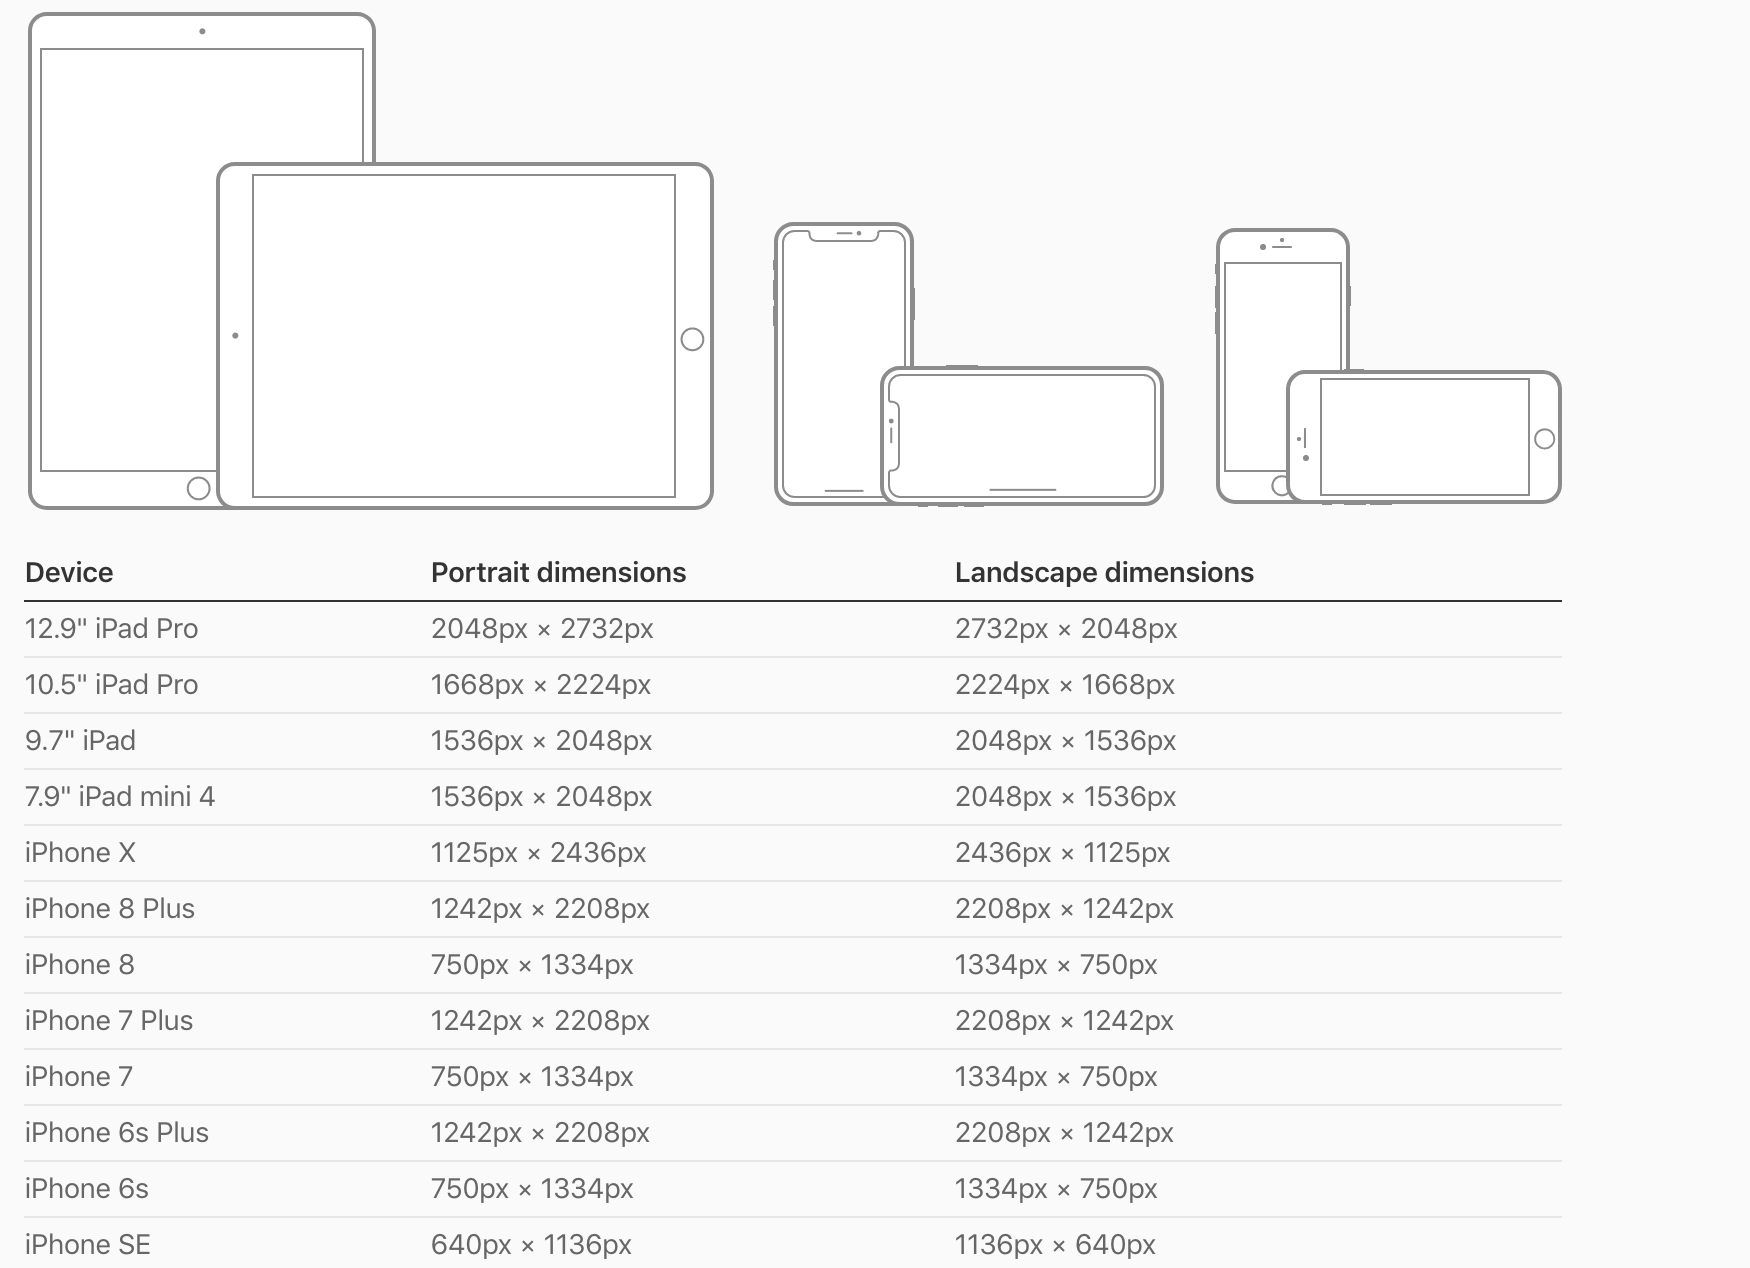 Device Portrait dimensions Landscape dimensions
12.9" iPad Pro 2048px × 2732px 2732px × 2048px
10.5" iPad Pro 1668px × 2224px 2224px × 1668px
9.7" iPad 1536px × 2048px 2048px × 1536px
7.9" iPad mini 4 1536px × 2048px 2048px × 1536px
iPhone X 1125px × 2436px 2436px × 1125px
iPhone 8 Plus 1242px × 2208px 2208px × 1242px
iPhone 8 750px × 1334px 1334px × 750px
iPhone 7 Plus 1242px × 2208px 2208px × 1242px
iPhone 7 750px × 1334px 1334px × 750px
iPhone 6s Plus 1242px × 2208px 2208px × 1242px
iPhone 6s 750px × 1334px 1334px × 750px
iPhone SE 640px × 1136px 1136px × 640px